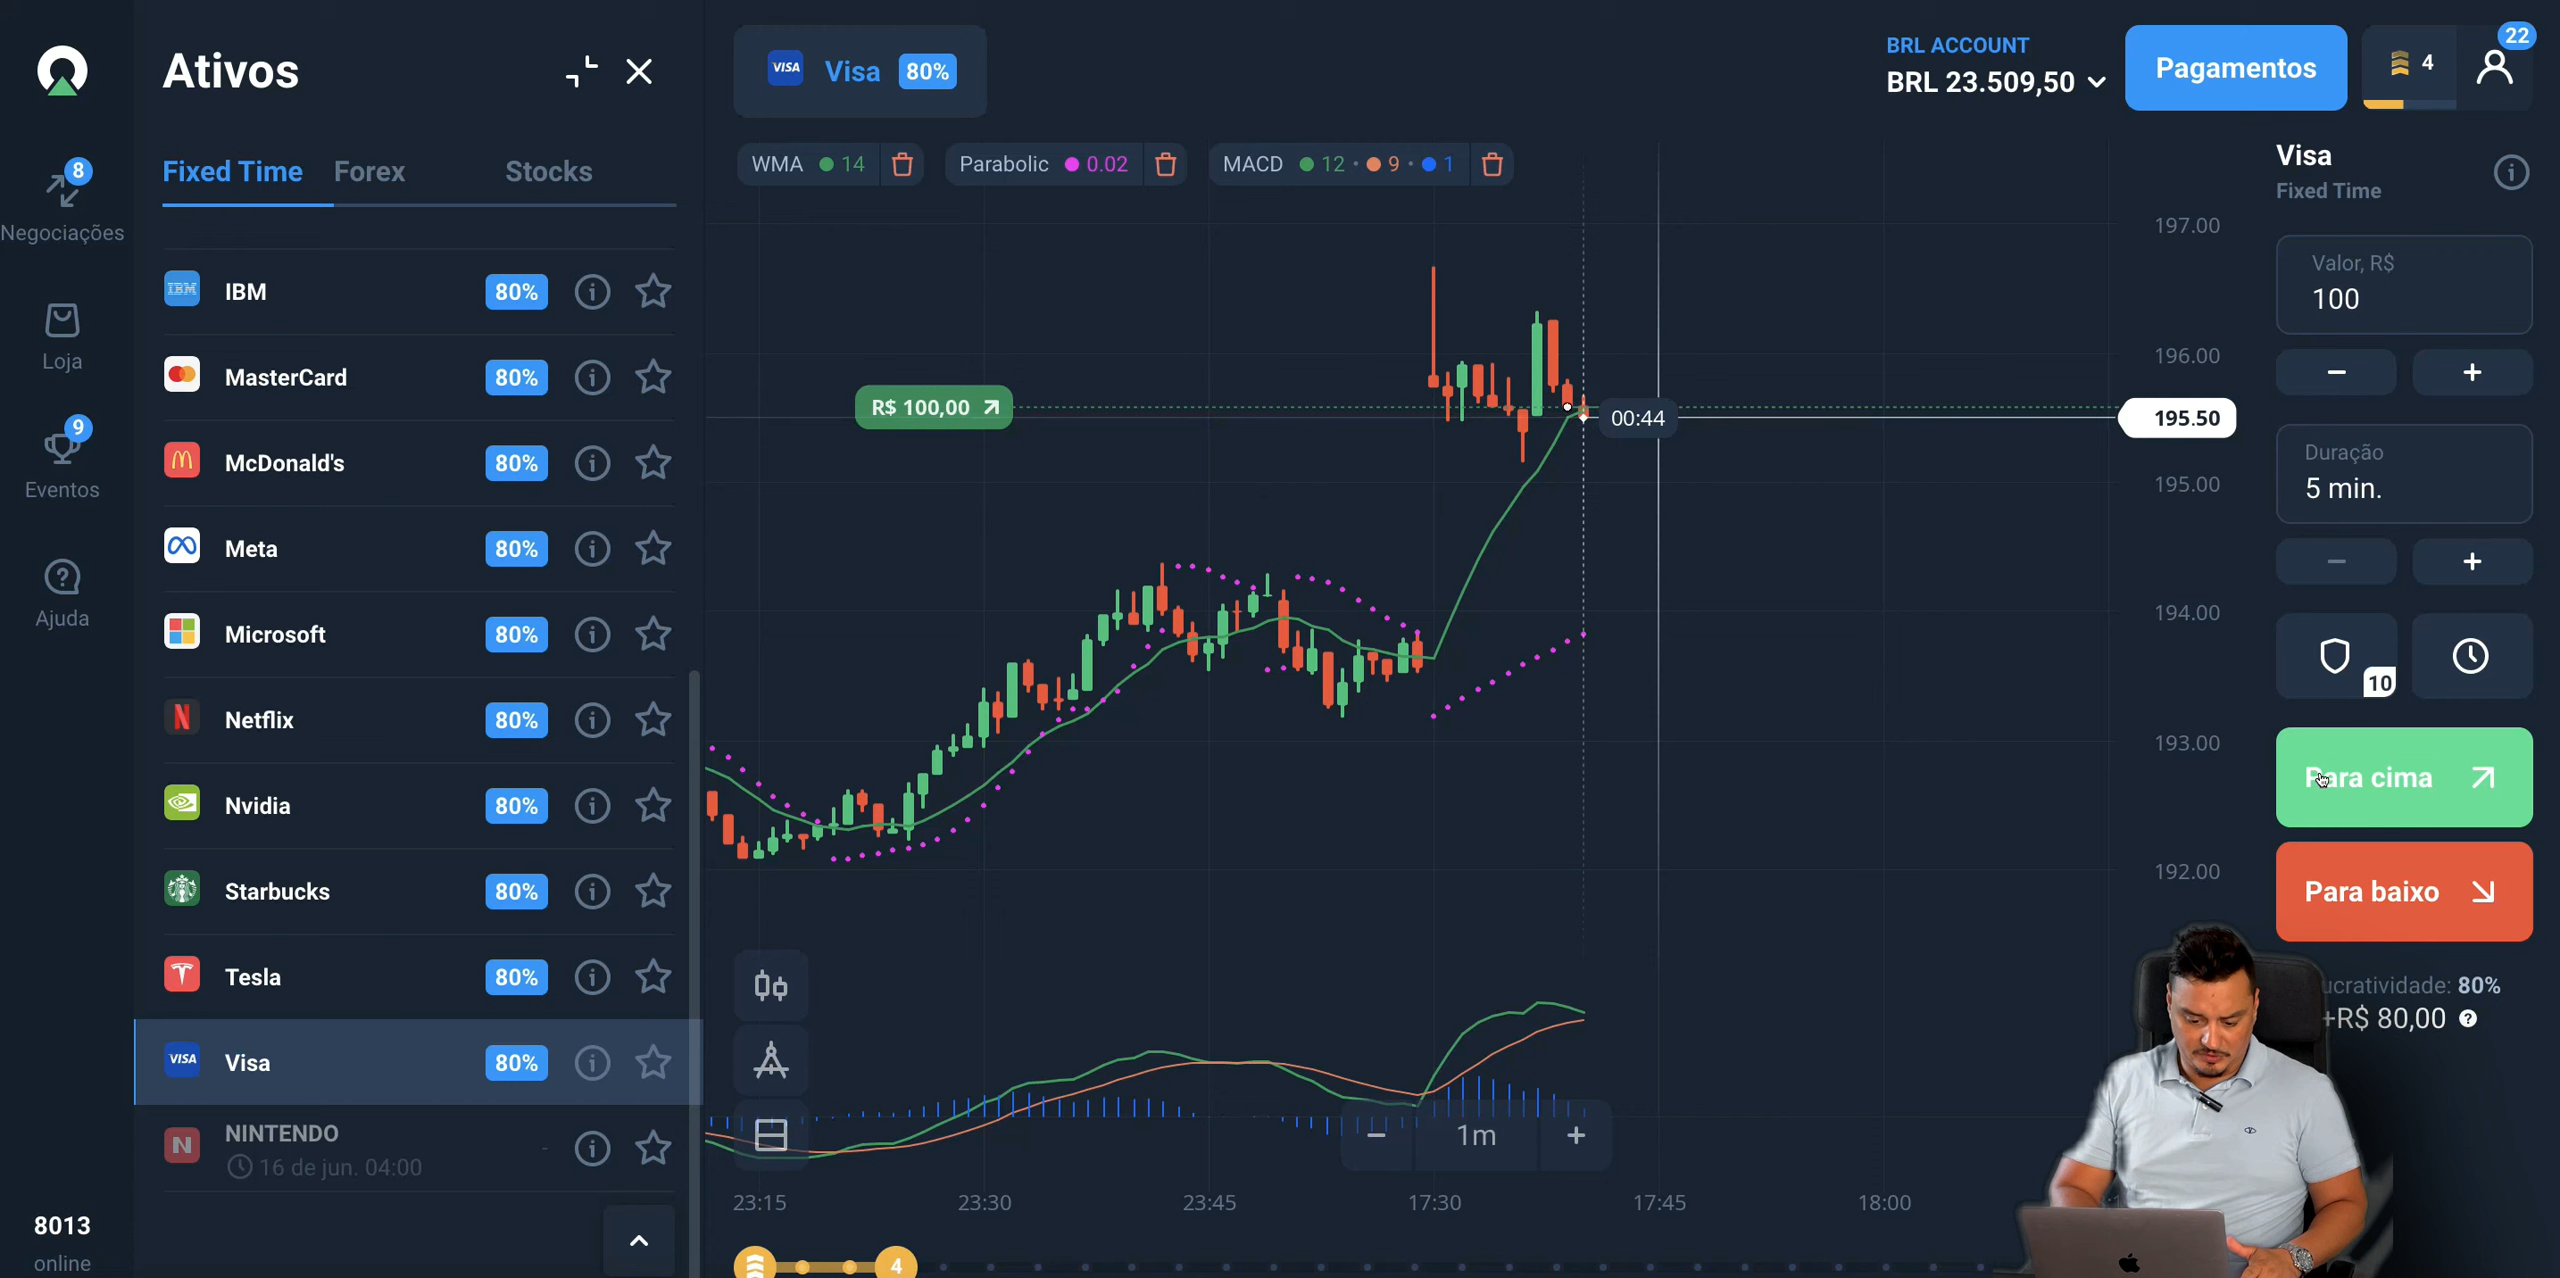 Ativos
VISA Visa 80%
BRL ACCOUNT
BRL 23.509,50
Pagamentos
4
22
8
Negociações
Loja
9
Eventos
Ajuda
8013
online
Fixed Time Forex Stocks
IBM IBM 80%
MasterCard 80%
McDonald's 80%
Meta 80%
Microsoft 80%
Netflix 80%
Nvidia 80%
Starbucks 80%
Tesla 80%
VISA Visa 80%
N NINTENDO -
16 de jun. 04:00
WMA 14
Parabolic 0.02
MACD 12 • 9 • 1
R$ 100,00
00:44
197.00
196.00
195.50
195.00
194.00
193.00
192.00
1m
23:15 23:30 23:45 17:30 17:45 18:00
4
Visa
Fixed Time
Valor, R$
100
Duração
5 min.
10
Para cima
Para baixo
ucratividade: 80%
+R$ 80,00